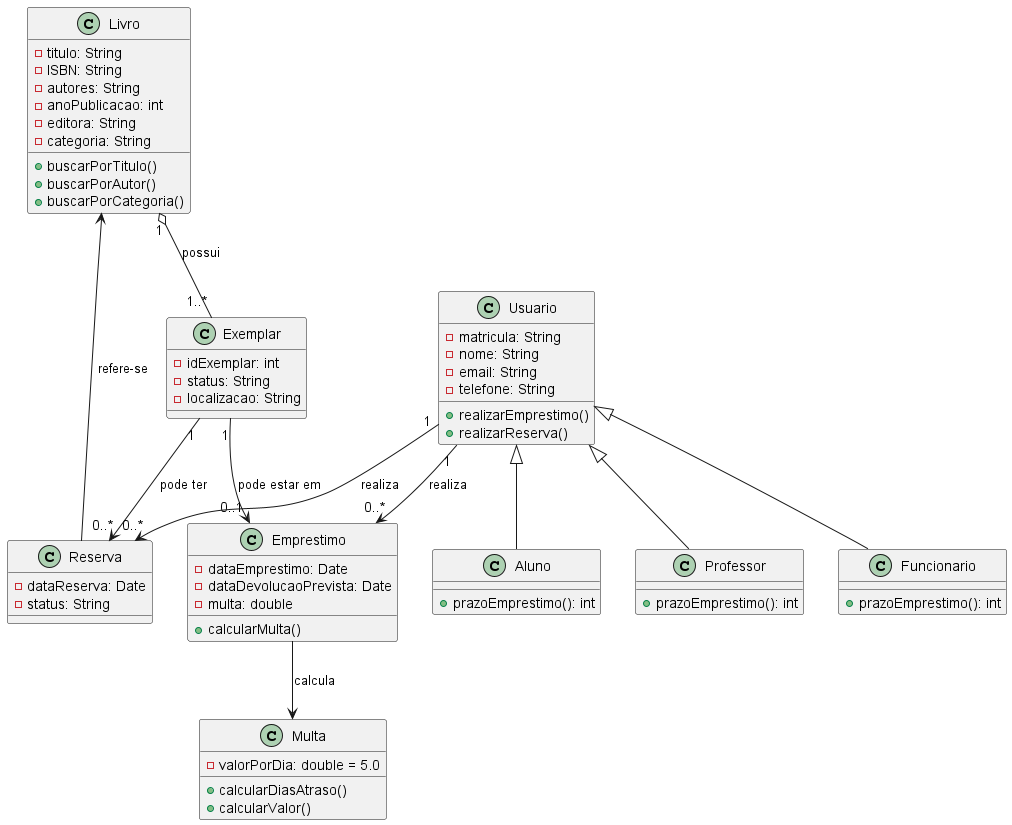 C Livro
titulo: String
ISBN: String
autores: String
anoPublicacao: int
editora: String
categoria: String
buscarPorTitulo()
buscarPorAutor()
buscarPorCategoria()
1
possui
1..*
refere-se
C Exemplar
idExemplar: int
status: String
localizacao: String
C Usuario
matricula: String
nome: String
email: String
telefone: String
realizarEmprestimo()
realizarReserva()
1
1
1
1
pode ter
pode estar em
realiza
realiza
0..*
0..*
0..1
0..*
C Reserva
dataReserva: Date
status: String
C Emprestimo
dataEmprestimo: Date
dataDevolucaoPrevista: Date
multa: double
calcularMulta()
C Aluno
prazoEmprestimo(): int
C Professor
prazoEmprestimo(): int
C Funcionario
prazoEmprestimo(): int
calcula
C Multa
valorPorDia: double = 5.0
calcularDiasAtraso()
calcularValor()